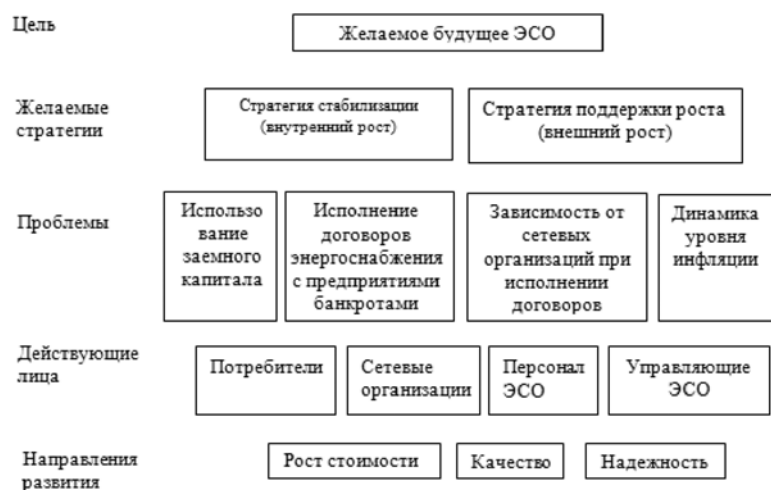 Цель
Желаемое будущее ЭСО
Желаемые
стратегии
Стратегия стабилизации
(внутренний рост)
Стратегия поддержки роста
(внешний рост)
Проблемы
Использо
вание
заемного
капитала
Исполнение
договоров
энергоснабжения
с предприятиями
банкротами
Зависимость от
сетевых
организаций при
исполнении
договоров
Динамика
уровня
инфляции
Действующие
лица
Потребители
Сетевые
организации
Персонал
ЭСО
Управляющие
ЭСО
Направления
развития
Рост стоимости
Качество
Надежность